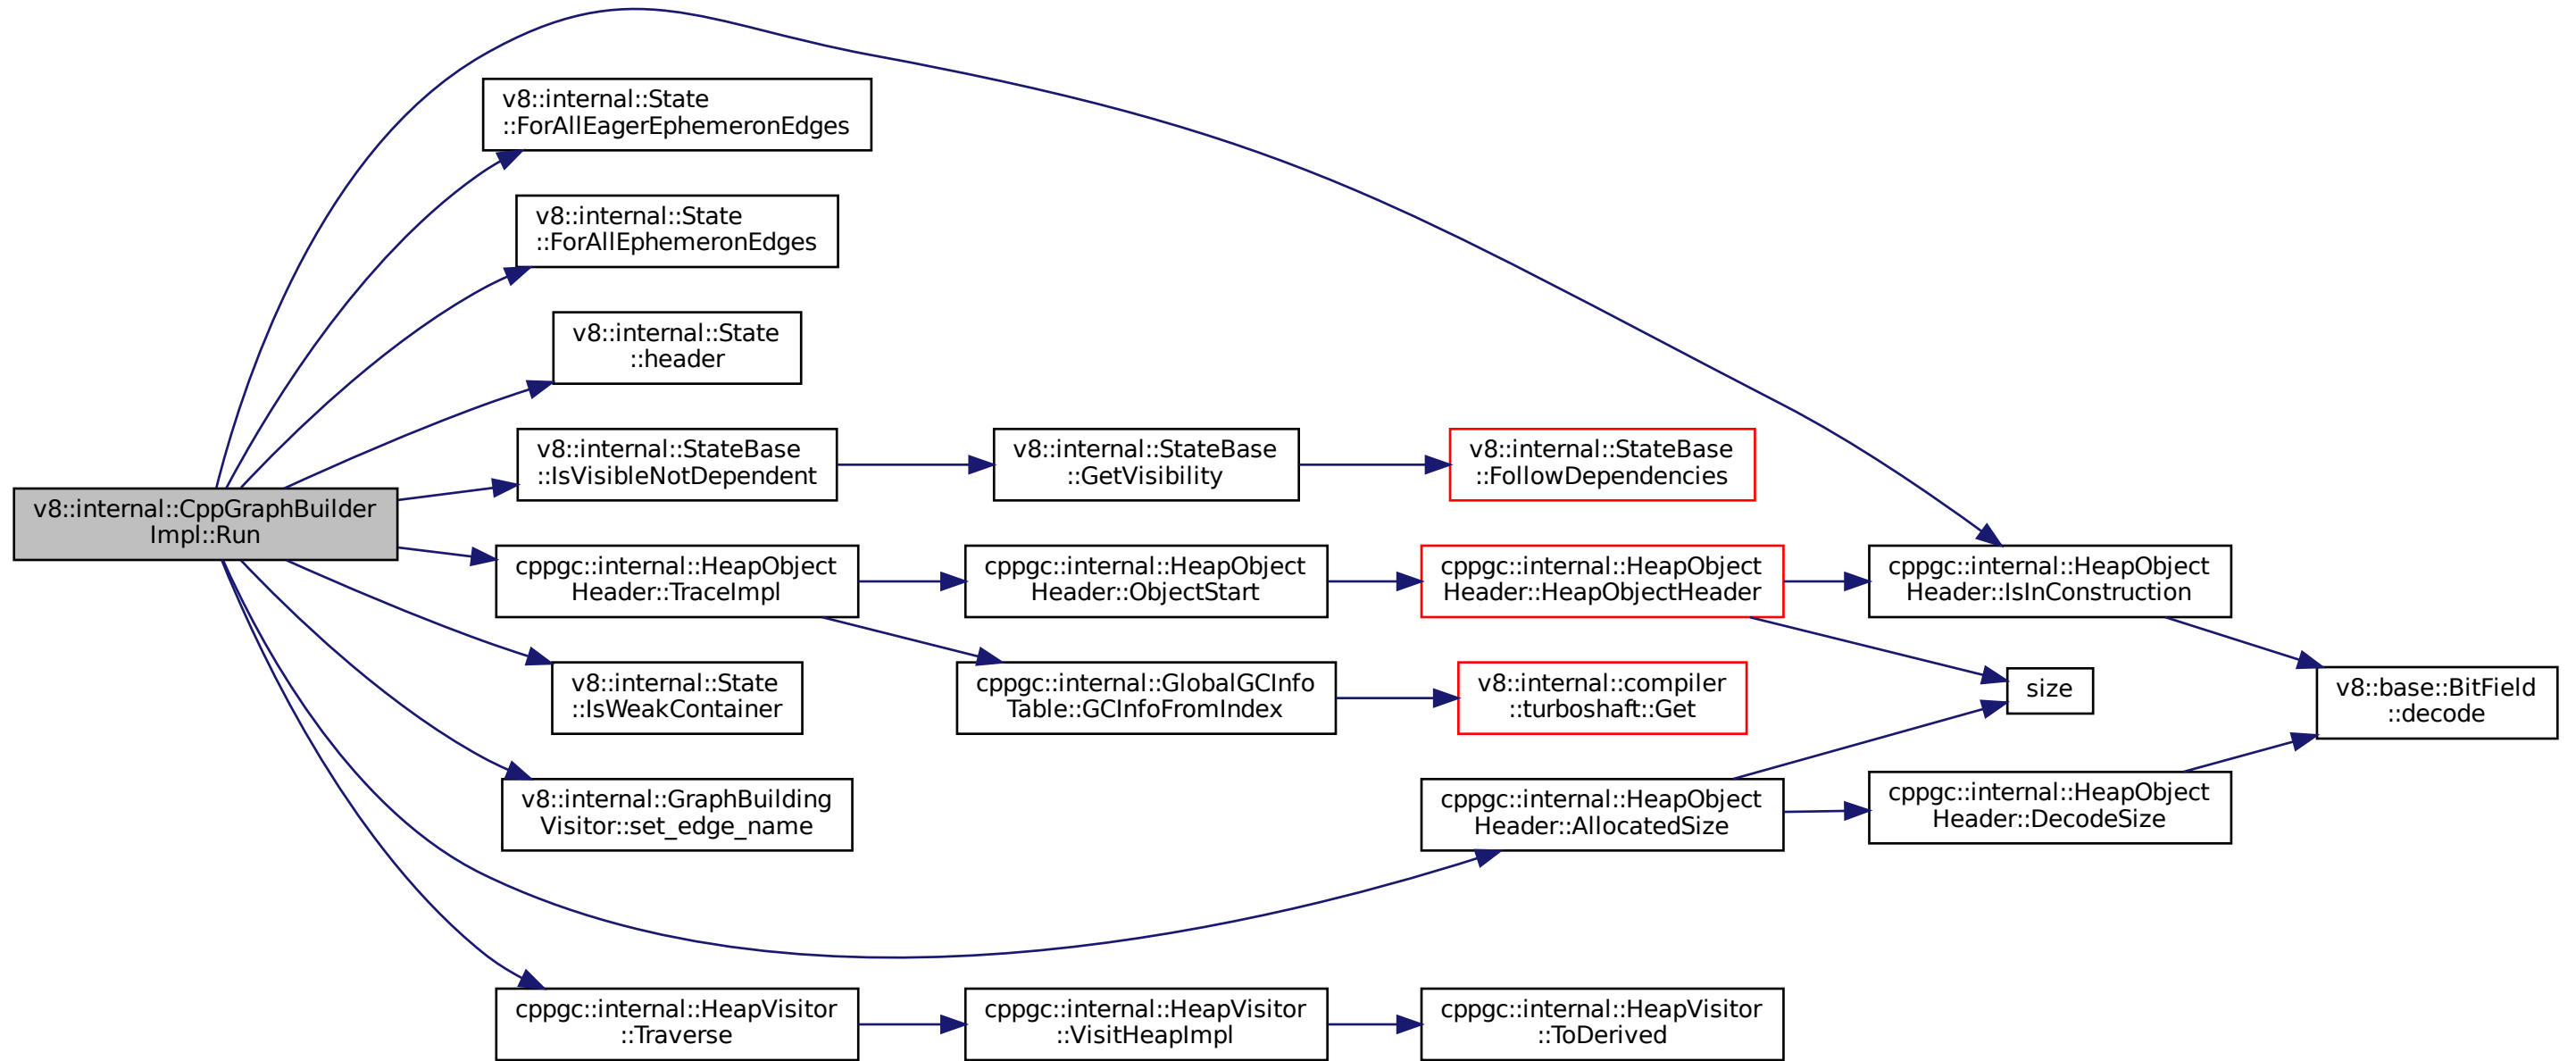 v8::internal::CppGraphBuilder
Impl::Run
v8::internal::State
::ForAllEagerEphemeronEdges
v8::internal::State
::ForAllEphemeronEdges
v8::internal::State
::header
v8::internal::StateBase
::IsVisibleNotDependent
v8::internal::StateBase
::GetVisibility
v8::internal::StateBase
::FollowDependencies
cppgc::internal::HeapObject
Header::TraceImpl
cppgc::internal::HeapObject
Header::ObjectStart
cppgc::internal::HeapObject
Header::HeapObjectHeader
cppgc::internal::HeapObject
Header::IsInConstruction
v8::internal::State
::IsWeakContainer
cppgc::internal::GlobalGCInfo
Table::GCInfoFromIndex
v8::internal::compiler
::turboshaft::Get
size
v8::base::BitField
::decode
v8::internal::GraphBuilding
Visitor::set_edge_name
cppgc::internal::HeapObject
Header::AllocatedSize
cppgc::internal::HeapObject
Header::DecodeSize
cppgc::internal::HeapVisitor
::Traverse
cppgc::internal::HeapVisitor
::VisitHeapImpl
cppgc::internal::HeapVisitor
::ToDerived